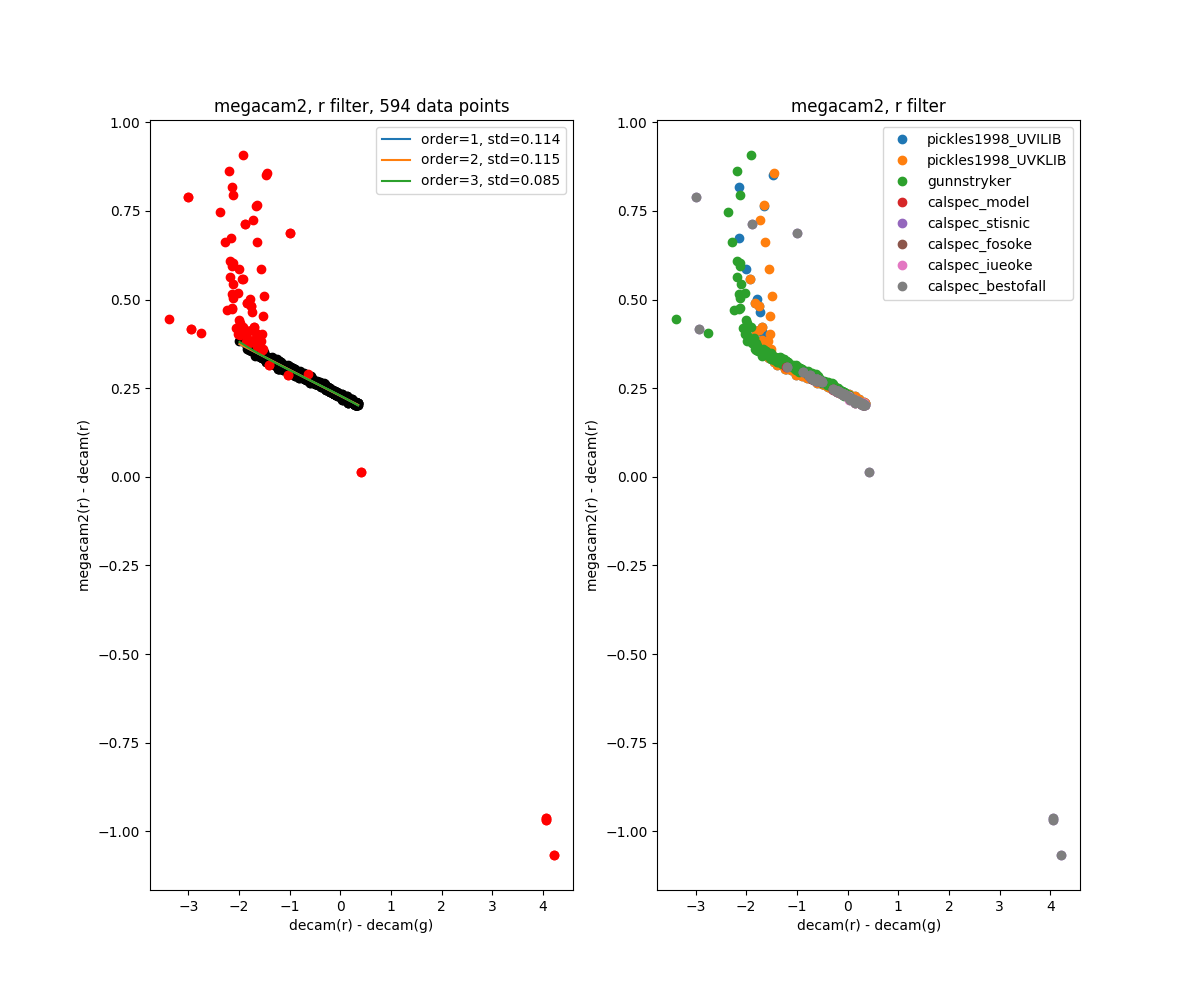 megacam2, r filter, 594 data points
order=1, std=0.114
order=2, std=0.115
order=3, std=0.085
1.00
0.75
0.50
0.25
0.00
−0.25
−0.50
−0.75
−1.00
megacam2(r) - decam(r)
−3 −2 −1 0 1 2 3 4
decam(r) - decam(g)
megacam2, r filter
pickles1998_UVILIB
pickles1998_UVKLIB
gunnstryker
calspec_model
calspec_stisnic
calspec_fosoke
calspec_iueoke
calspec_bestofall
1.00
0.75
0.50
0.25
0.00
−0.25
−0.50
−0.75
−1.00
megacam2(r) - decam(r)
−3 −2 −1 0 1 2 3 4
decam(r) - decam(g)